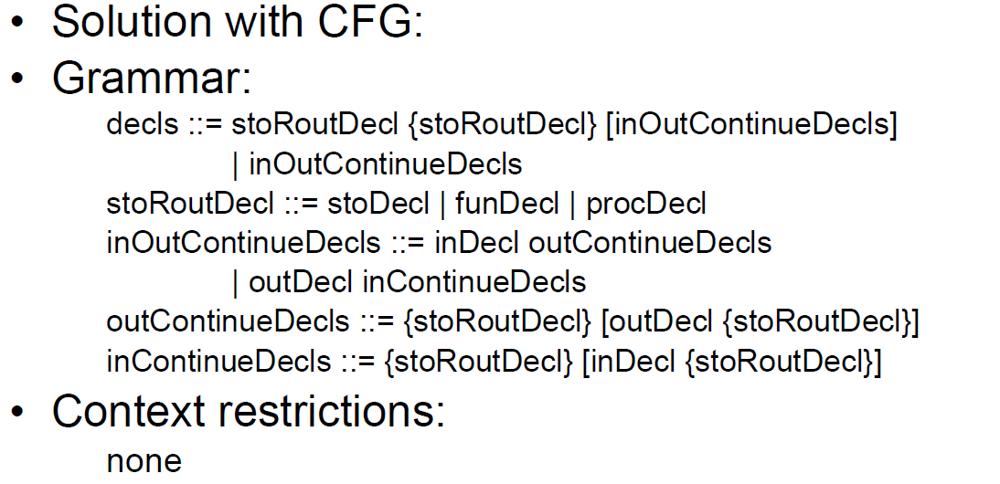 • Solution with CFG:
• Grammar:
decls ::= stoRoutDecl {stoRoutDecl} [inOutContinueDecls]
| inOutContinueDecls
stoRoutDecl ::= stoDecl | funDecl | procDecl
inOutContinueDecls ::= inDecl outContinueDecls
| outDecl inContinueDecls
outContinueDecls ::= {stoRoutDecl} [outDecl {stoRoutDecl}]
inContinueDecls ::= {stoRoutDecl} [inDecl {stoRoutDecl}]
• Context restrictions:
none